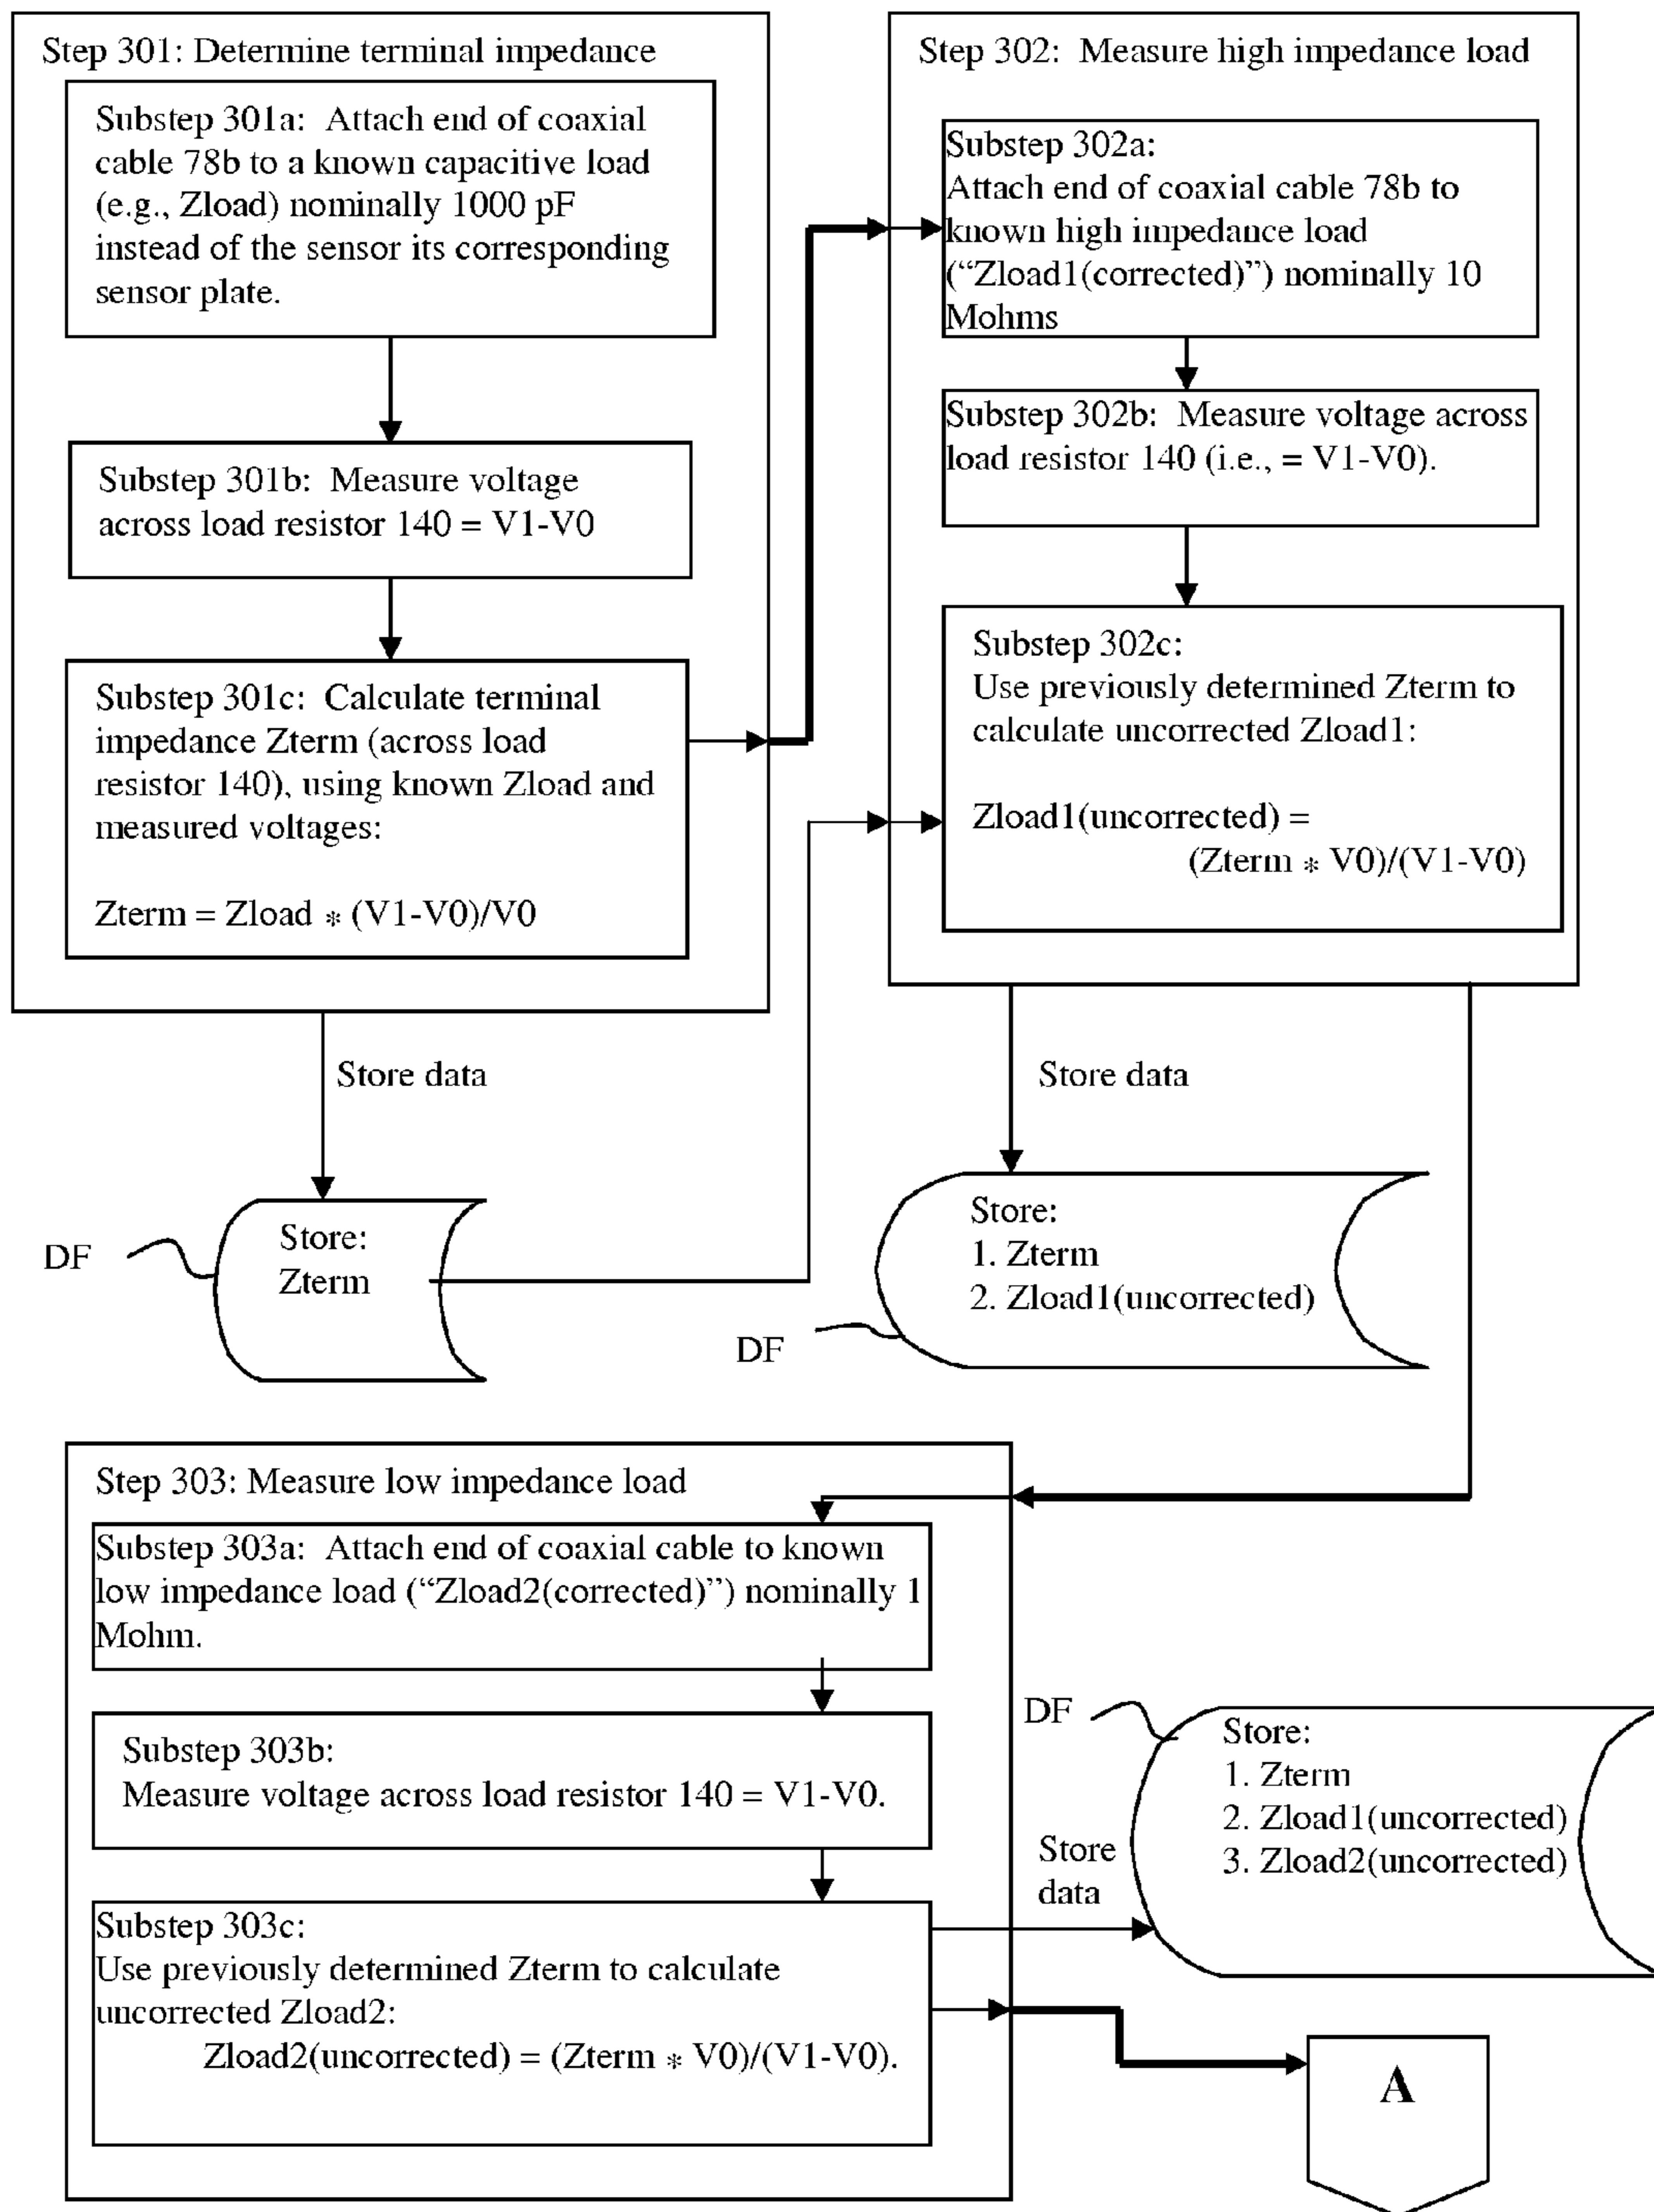 Step 301: Determine terminal impedance
Substep 301a: Attach end of coaxial
cable 78b to a known capacitive load
(e.g., Zload) nominally 1000 pF
instead of the sensor its corresponding
sensor plate.
Substep 301b: Measure voltage
across load resistor 140 = V1-V0
Substep 301c: Calculate terminal
impedance Zterm (across load
resistor 140), using known Zload and
measured voltages:
Zterm = Zload * (V1-V0)/V0
Step 302: Measure high impedance load
Substep 302a:
Attach end of coaxial cable 78b to
known high impedance load
(“Zload1(corrected)”) nominally 10
Mohms
Substep 302b: Measure voltage across
load resistor 140 (i.e., = V1-V0).
Substep 302c:
Use previously determined Zterm to
calculate uncorrected Zload1:
Zload1(uncorrected) =
(Zterm * V0)/(V1-V0)
Store data
Store data
DF
Store:
Zterm
Store:
1. Zterm
2. Zload1(uncorrected)
DF
Step 303: Measure low impedance load
Substep 303a: Attach end of coaxial cable to known
low impedance load (“Zload2(corrected)”) nominally 1
Mohm.
Substep 303b:
Measure voltage across load resistor 140 = V1-V0.
Substep 303c:
Use previously determined Zterm to calculate
uncorrected Zload2:
Zload2(uncorrected) = (Zterm * V0)/(V1-V0).
DF
Store:
1. Zterm
2. Zload1(uncorrected)
3. Zload2(uncorrected)
Store
data
A